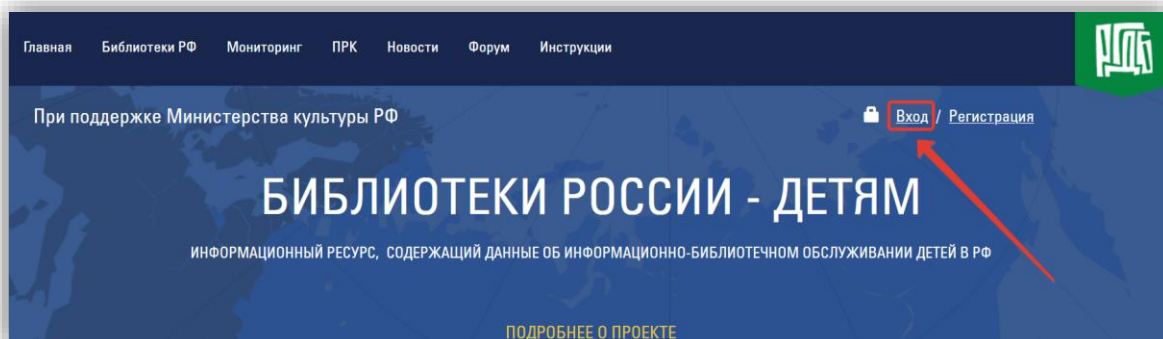 Главная Библиотеки РФ Мониторинг ПРК Новости Форум Инструкции
РГДБ
При поддержке Министерства культуры РФ
Вход / Регистрация
БИБЛИОТЕКИ РОССИИ - ДЕТЯМ
ИНФОРМАЦИОННЫЙ РЕСУРС, СОДЕРЖАЩИЙ ДАННЫЕ ОБ ИНФОРМАЦИОННО-БИБЛИОТЕЧНОМ ОБСЛУЖИВАНИИ ДЕТЕЙ В РФ
ПОДРОБНЕЕ О ПРОЕКТЕ